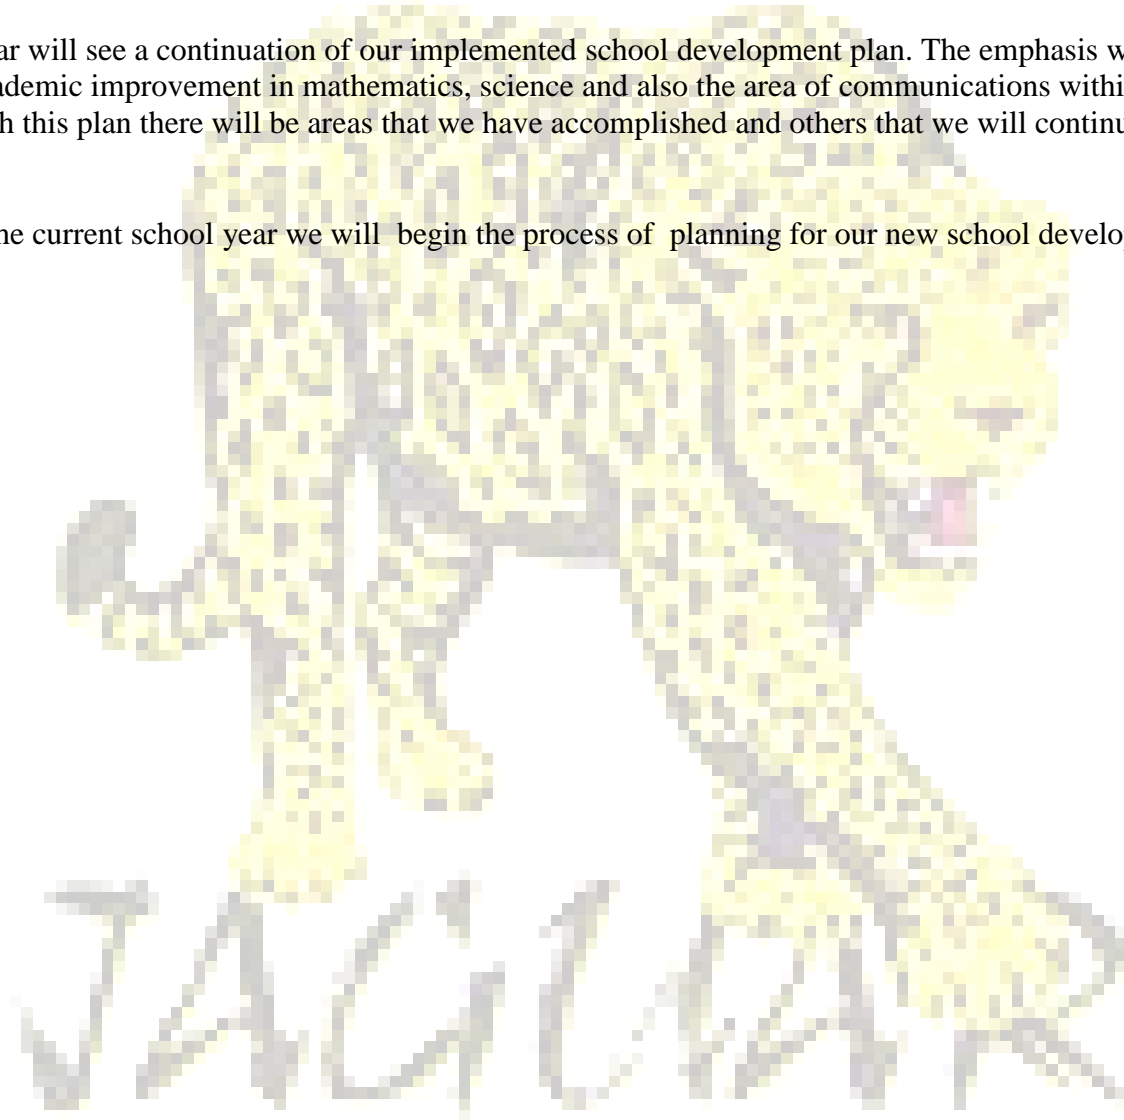 ar will see a continuation of our implemented school development plan. The emphasis w
ademic improvement in mathematics, science and also the area of communications withi
h this plan there will be areas that we have accomplished and others that we will continu
he current school year we will  begin the process of  planning for our new school develo
JAGUAR